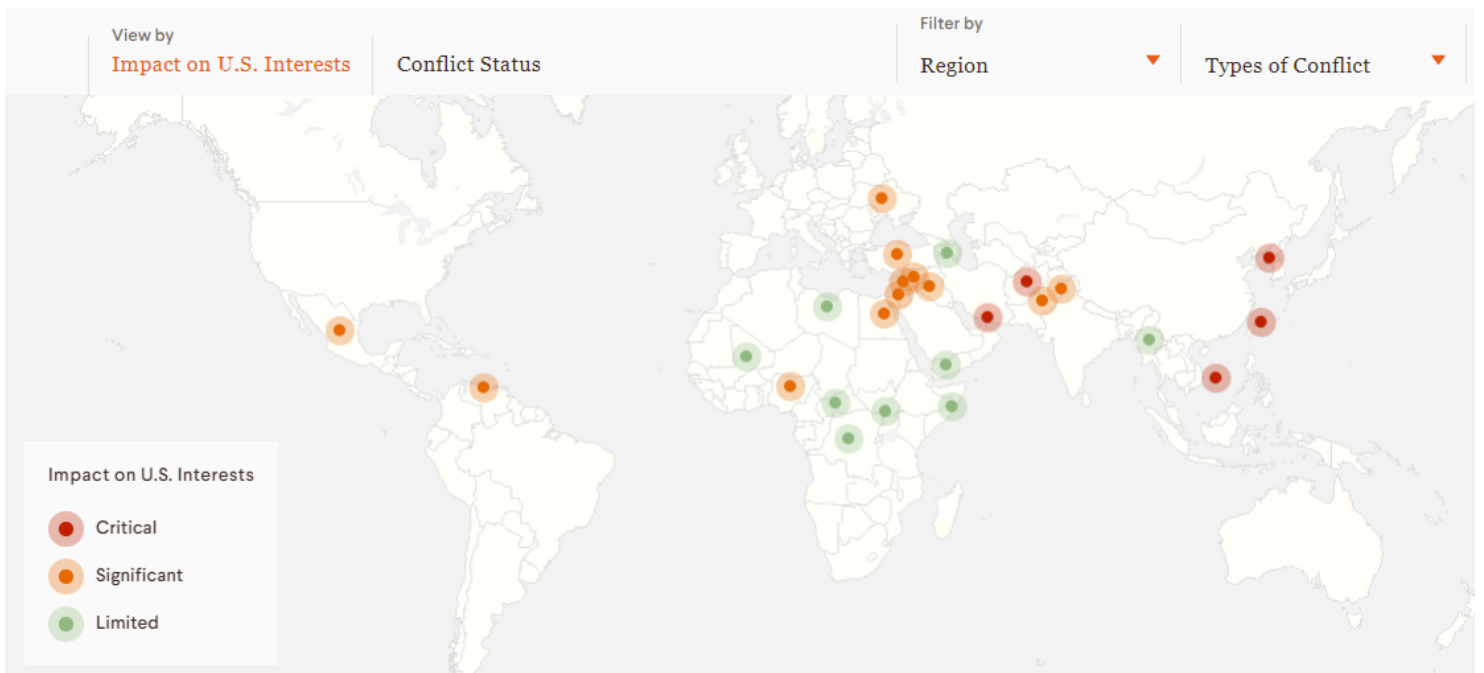 View by
Impact on U.S. Interests
Conflict Status
Filter by
Region
Types of Conflict
Impact on U.S. Interests
Critical
Significant
Limited